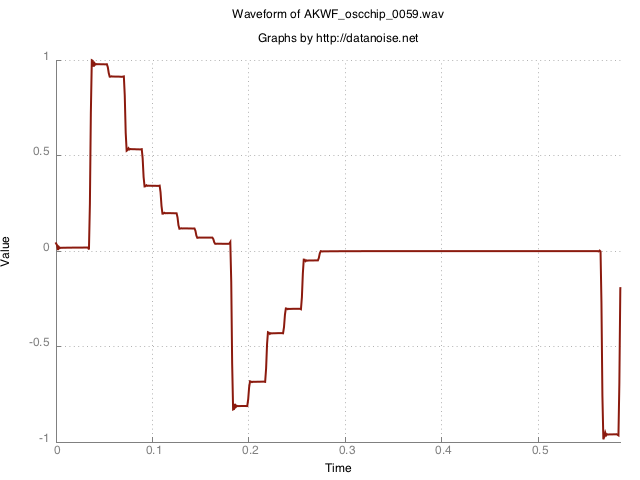 Waveform of AKWF_oscchip_0059.wav
Graphs by http://datanoise.net
1
0.5
0
-0.5
-1
Value
0 0.1 0.2 0.3 0.4 0.5
Time